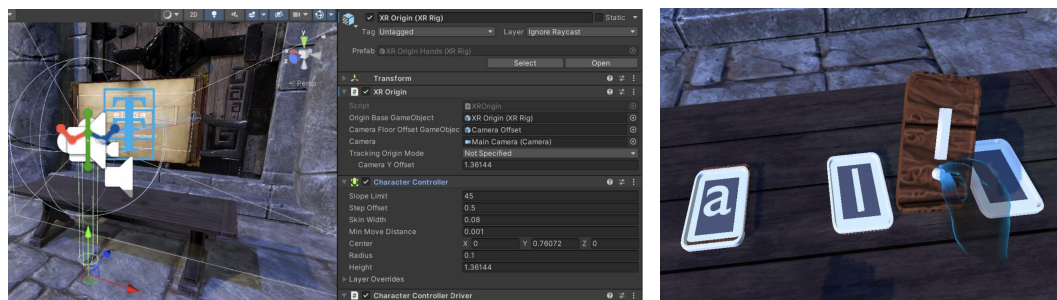 2D
XR Origin (XR Rig)
Static
Tag Untagged
Layer Ignore Raycast
Prefab
XR Origin Hands (XR Rig)
Select
Open
Transform
XR Origin
Script
XROrigin
Origin Base GameObject
XR Origin (XR Rig)
Camera Floor Offset GameObjec
Camera Offset
Camera
Main Camera (Camera)
Tracking Origin Mode
Not Specified
Camera Y Offset
1.36144
Character Controller
Slope Limit
45
Step Offset
0.5
Skin Width
0.08
Min Move Distance
0.001
Center
X 0 Y 0.76072 Z 0
Radius
0.1
Height
1.36144
Layer Overrides
Character Controller Driver
y
x
z
< Persp
T
a
l
l